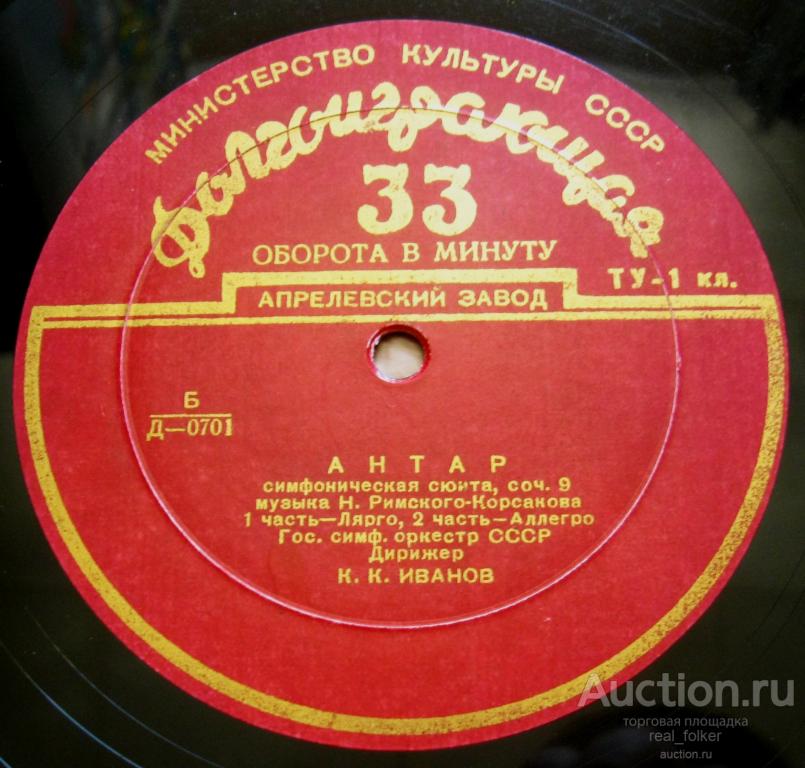 МИНИСТЕРСТВО КУЛЬТУРЫ СССР
Долгоиграющая
33
ОБОРОТА В МИНУТУ
ТУ-1 кл.
АПРЕЛЕВСКИЙ ЗАВОД
Б
Д—0701
АНТАР
симфоническая сюита, соч. 9
музыка Н. Римского-Корсакова
1 часть—Лярго, 2 часть—Аллегро
Гос. симф. оркестр СССР
Дирижер
К. К. ИВАНОВ
Auction.ru
торговая площадка
real_folker
auction.ru